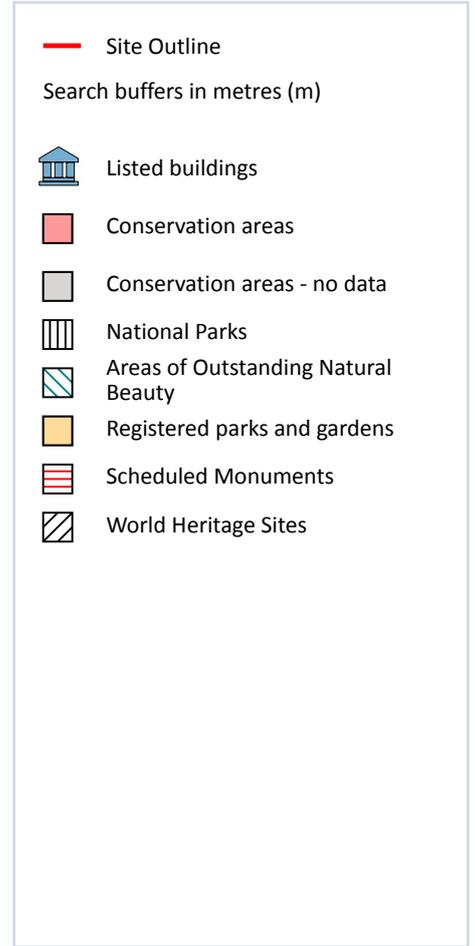 Site Outline
Search buffers in metres (m)
Listed buildings
Conservation areas
Conservation areas - no data
National Parks
Areas of Outstanding Natural
Beauty
Registered parks and gardens
Scheduled Monuments
World Heritage Sites